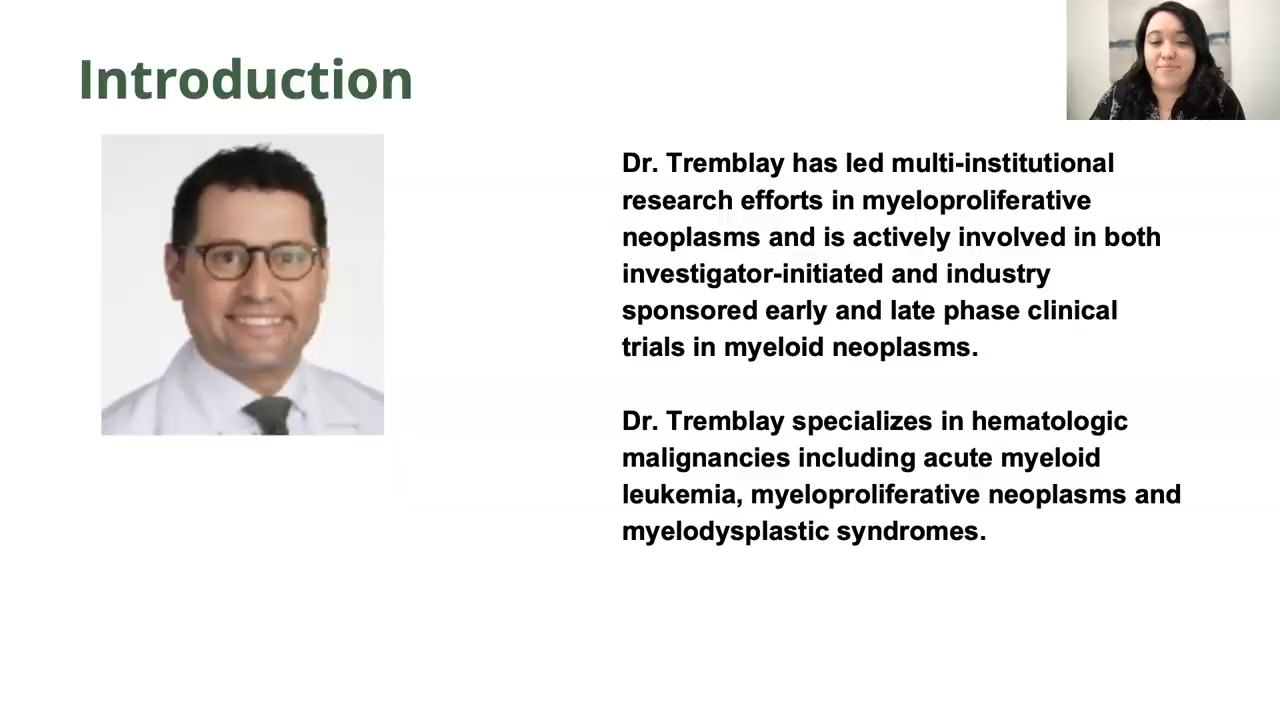 Introduction
Dr. Tremblay has led multi-institutional
research efforts in myeloproliferative
neoplasms and is actively involved in both
investigator-initiated and industry
sponsored early and late phase clinical
trials in myeloid neoplasms.
Dr. Tremblay specializes in hematologic
malignancies including acute myeloid
leukemia, myeloproliferative neoplasms and
myelodysplastic syndromes.